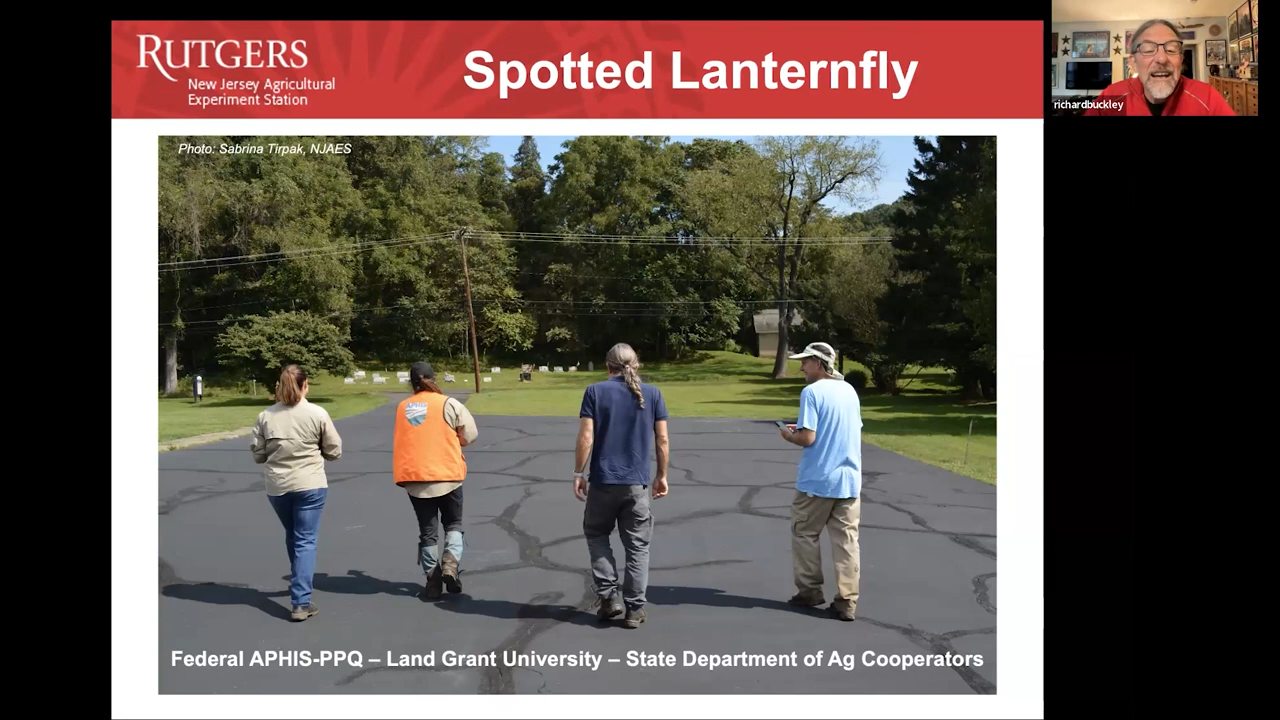 RUTGERS
New Jersey Agricultural
Experiment Station
Spotted Lanternfly
richardbuckley
Photo: Sabrina Tirpak, NJAES
APHIS
Federal APHIS-PPQ – Land Grant University – State Department of Ag Cooperators